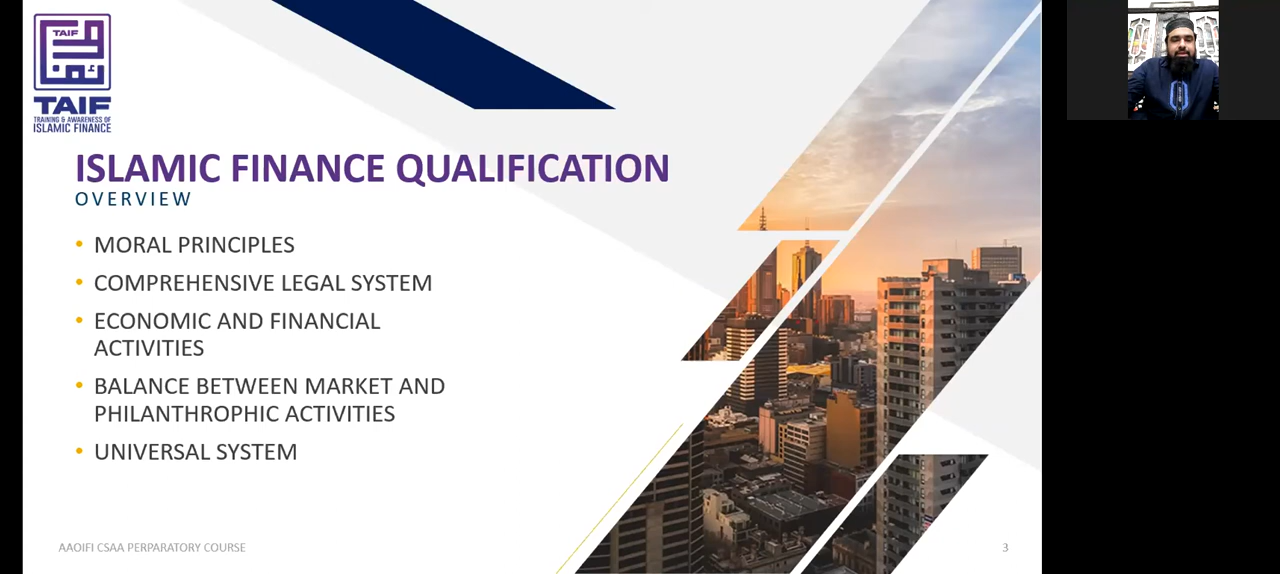 TAIF
TAIF
TRAINING & AWARENESS OF
ISLAMIC FINANCE
ISLAMIC FINANCE QUALIFICATION
OVERVIEW
• MORAL PRINCIPLES
• COMPREHENSIVE LEGAL SYSTEM
• ECONOMIC AND FINANCIAL
ACTIVITIES
• BALANCE BETWEEN MARKET AND
PHILANTHROPHIC ACTIVITIES
• UNIVERSAL SYSTEM
AAOIFI CSAA PERPARATORY COURSE
3